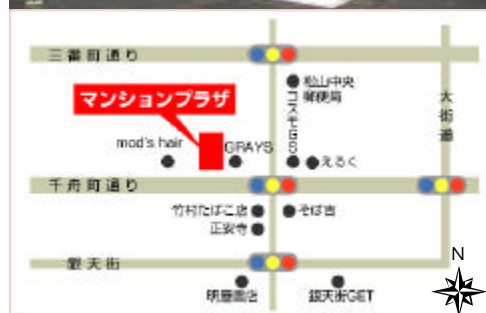 三番町通り
松山中央
郵便局
コスモGS
大街道
マンションプラザ
mod's hair
GRAYS
えるく
千舟町通り
竹村たばこ店
そば吉
正安寺
銀天街
明屋書店
銀天街GET
N